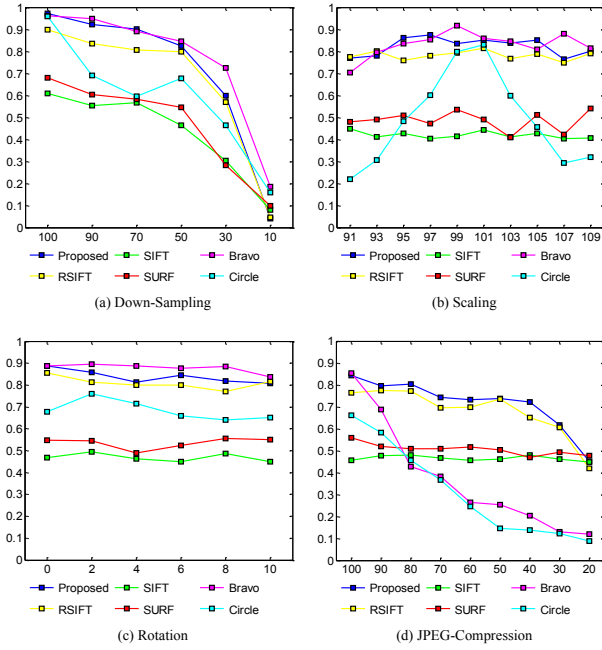 1
0.9
0.8
0.7
0.6
0.5
0.4
0.3
0.2
0.1
0
100 90 70 50 30 10
Proposed SIFT Bravo
RSIFT SURF Circle
(a) Down-Sampling
1
0.9
0.8
0.7
0.6
0.5
0.4
0.3
0.2
0.1
0
91 93 95 97 99 101 103 105 107 109
Proposed SIFT Bravo
RSIFT SURF Circle
(b) Scaling
1
0.9
0.8
0.7
0.6
0.5
0.4
0.3
0.2
0.1
0
0 2 4 6 8 10
Proposed SIFT Bravo
RSIFT SURF Circle
(c) Rotation
1
0.9
0.8
0.7
0.6
0.5
0.4
0.3
0.2
0.1
0
100 90 80 70 60 50 40 30 20
Proposed SIFT Bravo
RSIFT SURF Circle
(d) JPEG-Compression